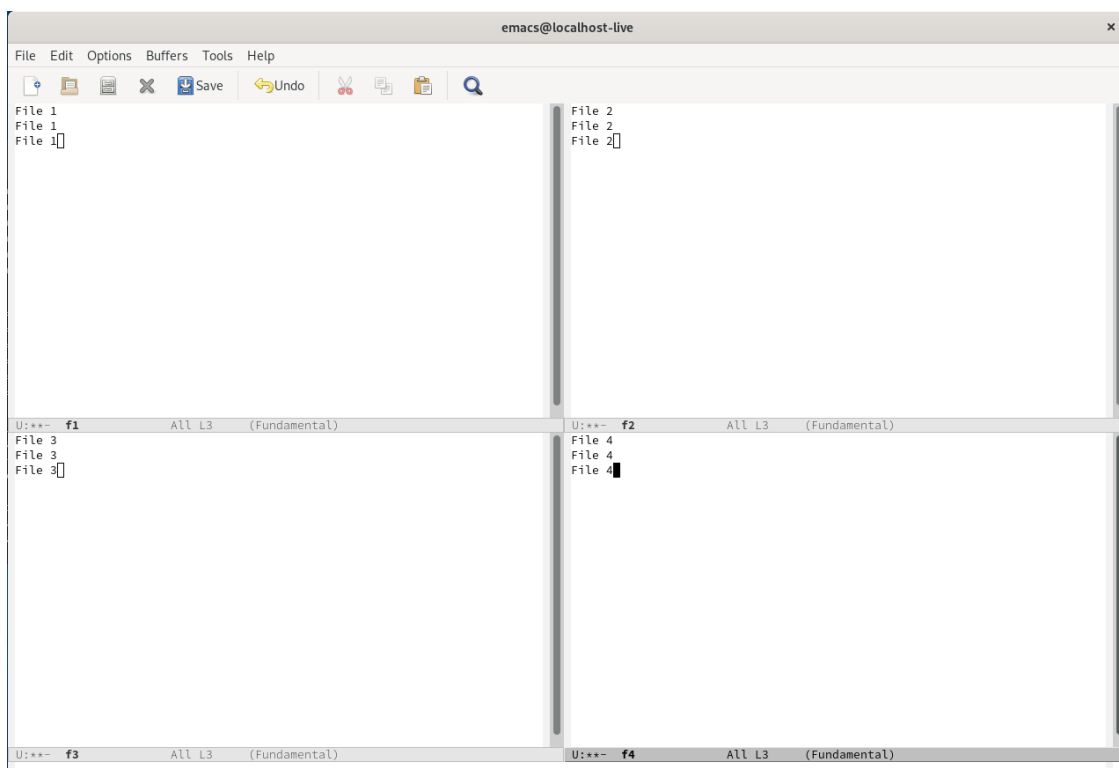 emacs@localhost-live ×
File Edit Options Buffers Tools Help
Save Undo
File 1
File 1
File 1
U:**- f1 All L3 (Fundamental)
File 2
File 2
File 2
U:**- f2 All L3 (Fundamental)
File 3
File 3
File 3
U:**- f3 All L3 (Fundamental)
File 4
File 4
File 4
U:**- f4 All L3 (Fundamental)